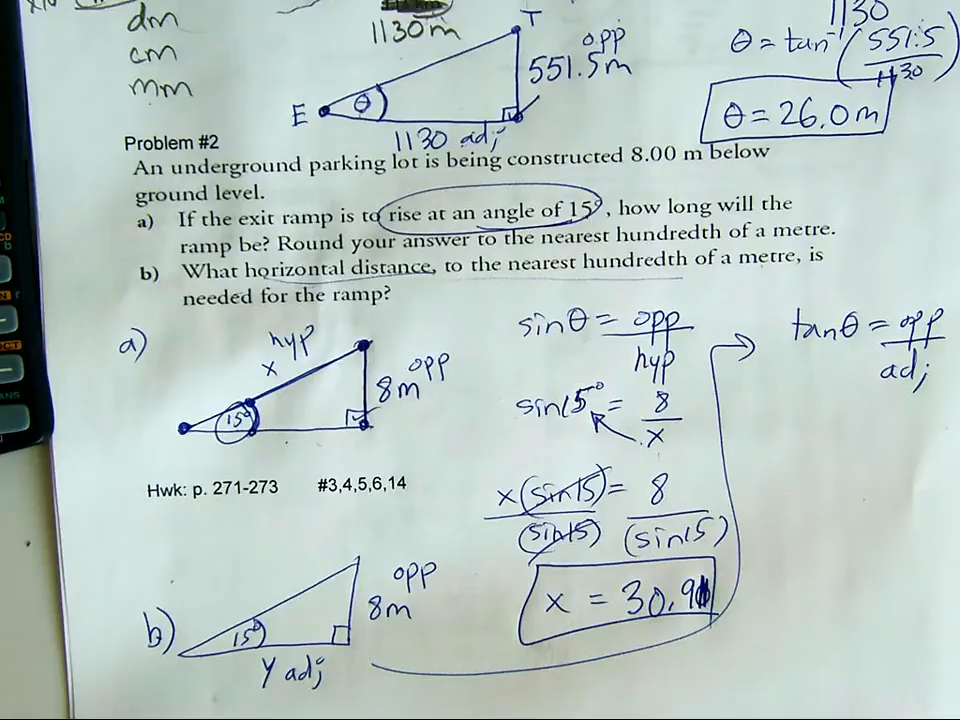 dm
cm
mm
1130m
T
opp
551.5m
E
θ
1130 adj
1130
θ = tan⁻¹ (551.5
1130)
θ = 26.0m
Problem #2
An underground parking lot is being constructed 8.00 m below
ground level.
a) If the exit ramp is to rise at an angle of 15°, how long will the
ramp be? Round your answer to the nearest hundredth of a metre.
b) What horizontal distance, to the nearest hundredth of a metre, is
needed for the ramp?
a)
hyp
x
opp
8m
15°
sinθ = opp
hyp
sin15° = 8
x
x(sin15) = 8
(sin15) (sin15)
x = 30.91
tanθ = opp
adj
Hwk: p. 271-273 #3,4,5,6,14
b)
opp
8m
15°
y adj